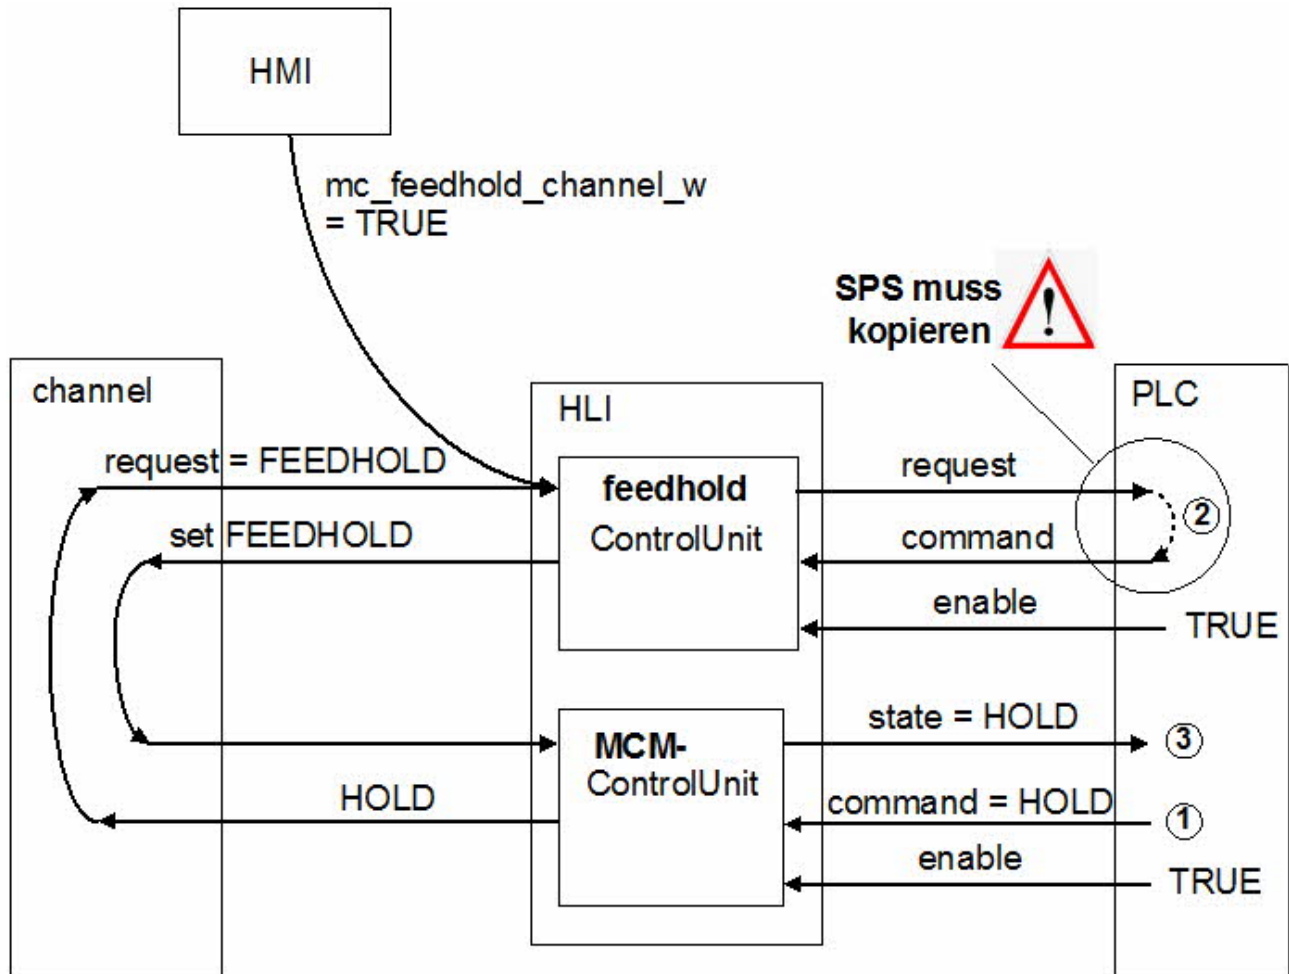 HMI
mc_feedhold_channel_w
= TRUE
SPS muss
kopieren
!
channel
HLI
PLC
request = FEEDHOLD
feedhold
ControlUnit
request
2
set FEEDHOLD
command
enable
TRUE
MCM-
ControlUnit
state = HOLD
3
HOLD
command = HOLD
1
enable
TRUE